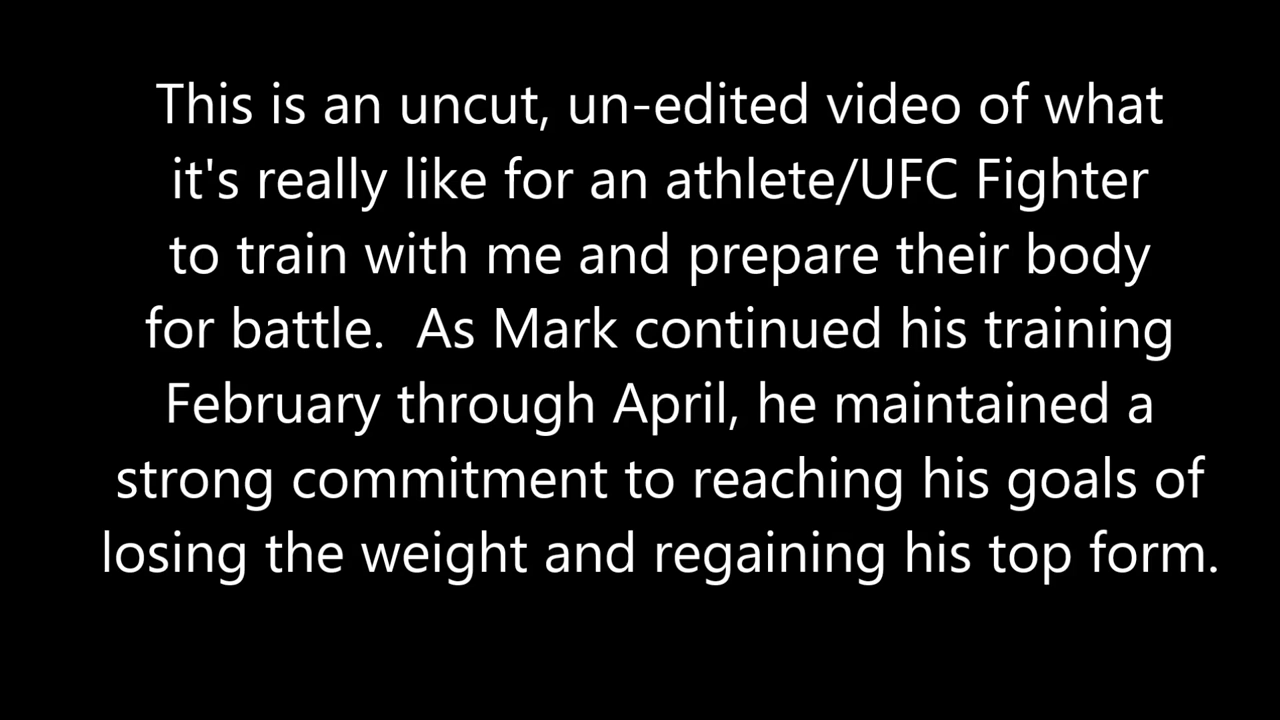 This is an uncut, un-edited video of what
it's really like for an athlete/UFC Fighter
to train with me and prepare their body
for battle.  As Mark continued his training
February through April, he maintained a
strong commitment to reaching his goals of
losing the weight and regaining his top form.